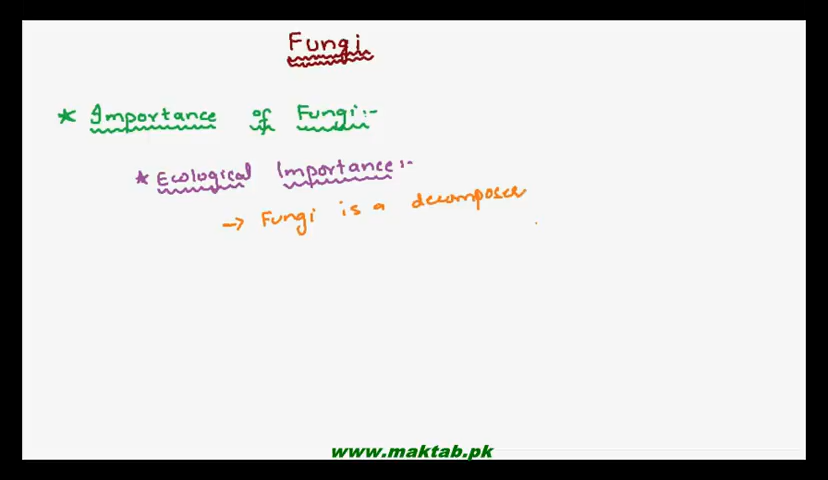 Fungi
* Importance of Fungi:-
* Ecological Importance:-
→ Fungi is a decomposer
www.maktab.pk